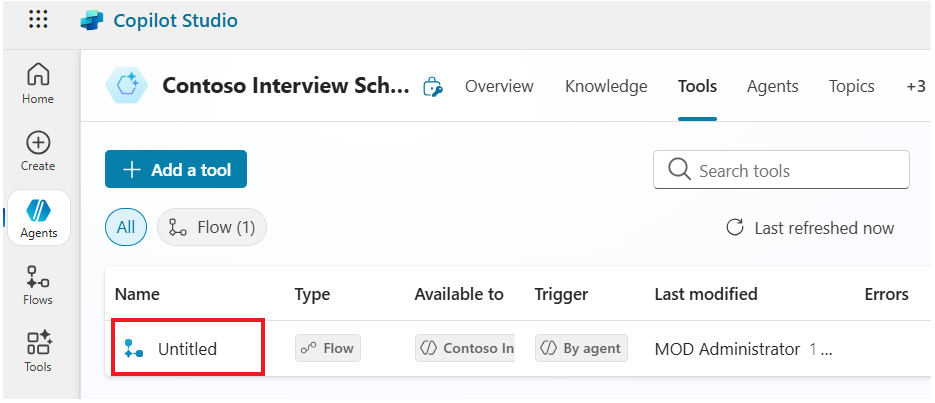 Copilot Studio
Home
Create
Agents
Flows
Tools
Contoso Interview Sch...
Overview
Knowledge
Tools
Agents
Topics
+3
Add a tool
Search tools
All
Flow (1)
Last refreshed now
Name
Type
Available to
Trigger
Last modified
Errors
Untitled
Flow
Contoso In
By agent
MOD Administrator 1 ...